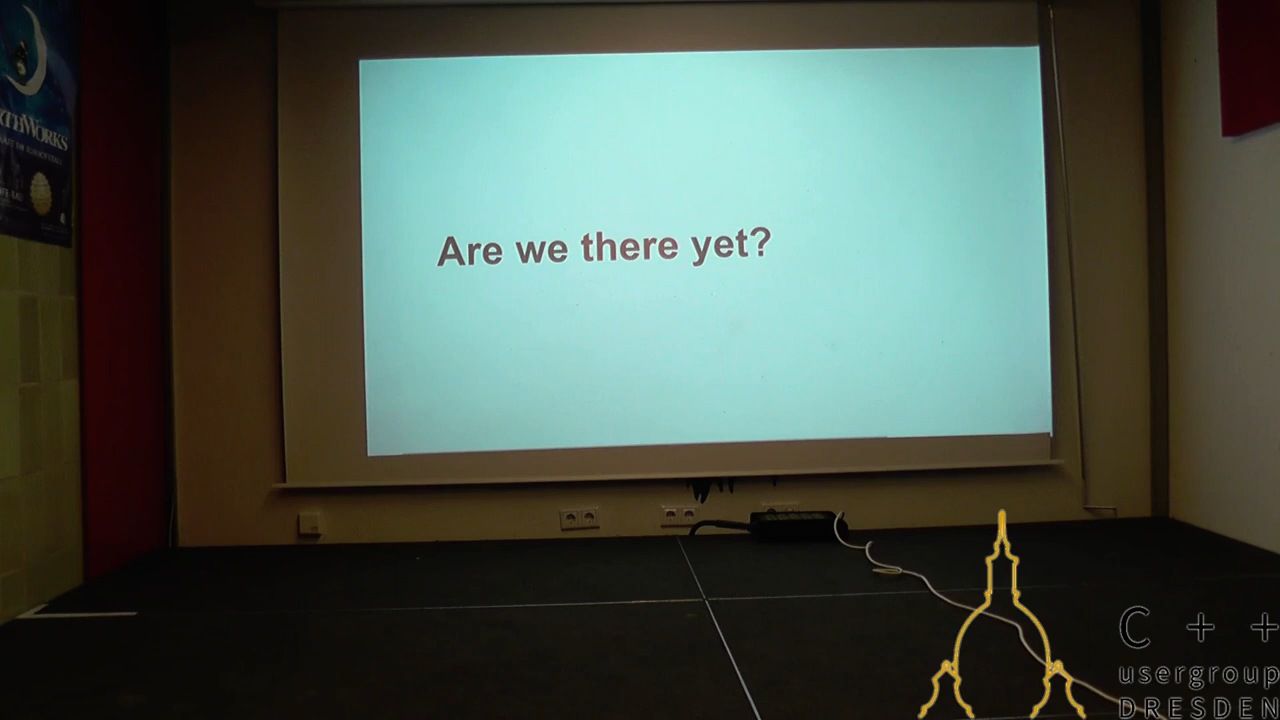 Are we there yet?
C + +
usergroup
DRESDEN